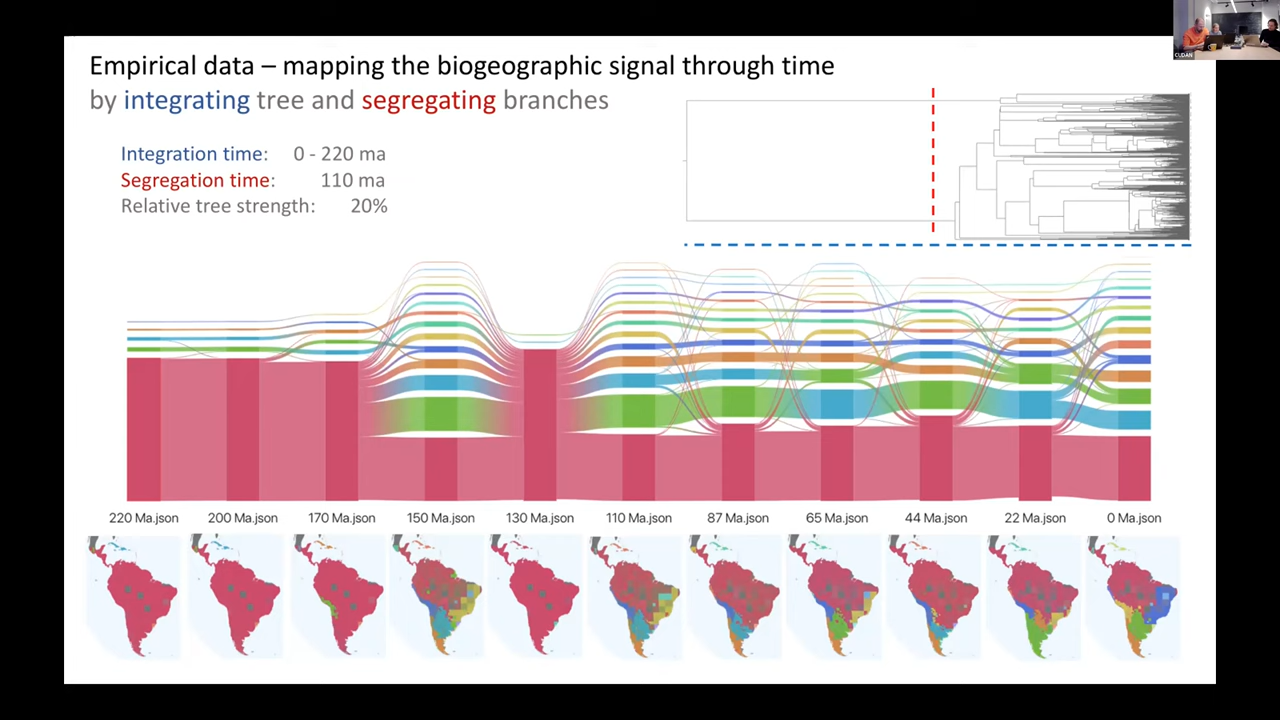 Empirical data – mapping the biogeographic signal through time
by integrating tree and segregating branches
Integration time: 0 - 220 ma
Segregation time: 110 ma
Relative tree strength: 20%
220 Ma.json 200 Ma.json 170 Ma.json 150 Ma.json 130 Ma.json 110 Ma.json 87 Ma.json 65 Ma.json 44 Ma.json 22 Ma.json 0 Ma.json
CUDAN